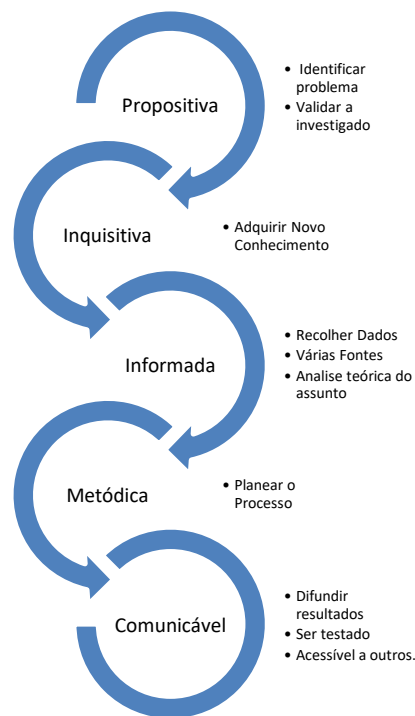 Propositiva
• Identificar
problema
• Validar a
investigado
Inquisitiva
• Adquirir Novo
Conhecimento
Informada
• Recolher Dados
• Várias Fontes
• Analise teórica do
assunto
Metódica
• Planear o
Processo
Comunicável
• Difundir
resultados
• Ser testado
• Acessível a outros.